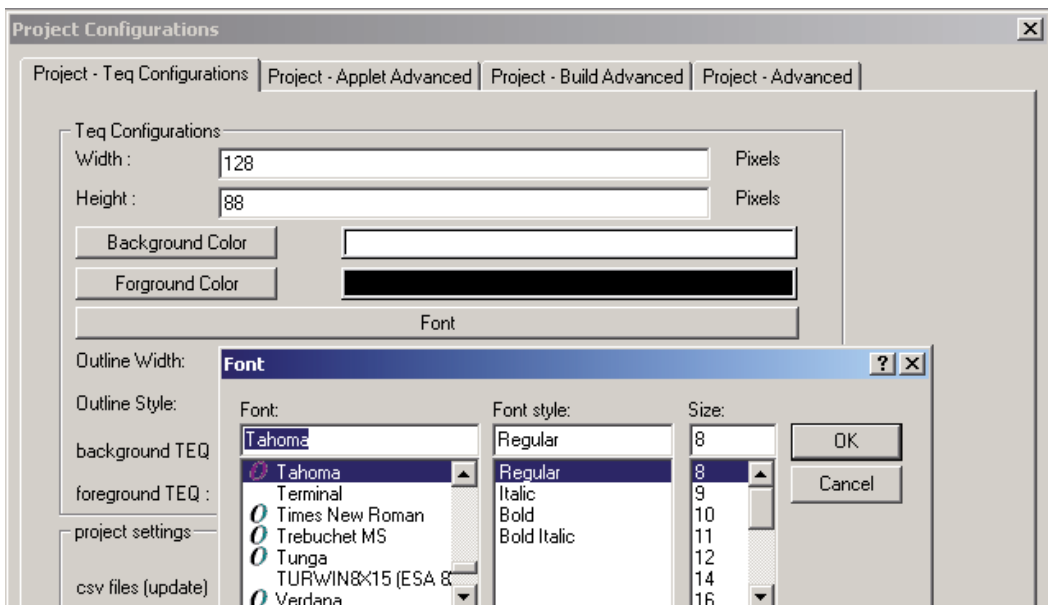 Project Configurations
Project - Teq Configurations
Project - Applet Advanced
Project - Build Advanced
Project - Advanced
Teq Configurations
Width :
128
Pixels
Height :
88
Pixels
Background Color
Forground Color
Font
Outline Width:
Outline Style:
background TEQ
foreground TEQ :
project settings
csv files (update)
Font
Font:
Tahoma
Tahoma
Terminal
Times New Roman
Trebuchet MS
Tunga
TURWIN8X15 (ESA 8
Verdana
Font style:
Regular
Regular
Italic
Bold
Bold Italic
Size:
8
8
9
10
11
12
14
16
OK
Cancel